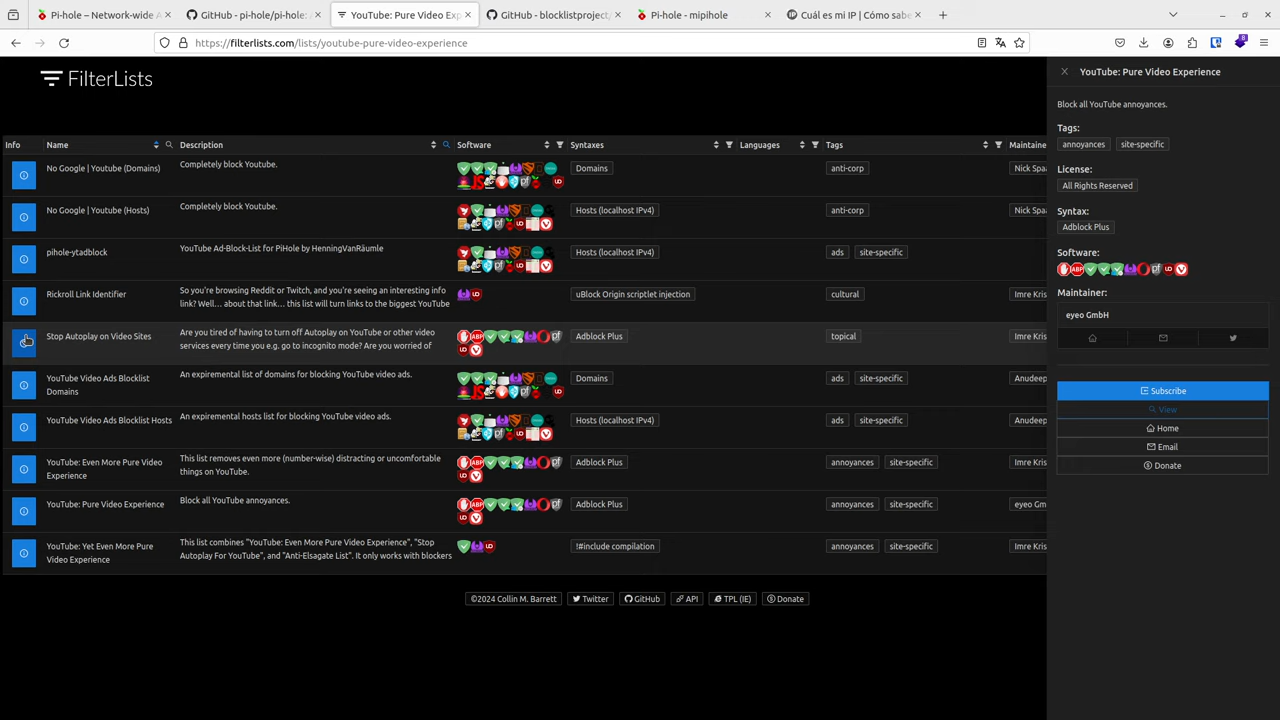 Pi-hole – Network-wide A
GitHub - pi-hole/pi-hole: A
YouTube: Pure Video Exp
GitHub - blocklistproject/
Pi-hole - mipihole
Cuál es mi IP | Cómo sabe
https://filterlists.com/lists/youtube-pure-video-experience
8
FilterLists
Info Name Description Software Syntaxes Languages Tags Maintaine
No Google | Youtube (Domains) Completely block Youtube. Domains anti-corp Nick Spaa
No Google | Youtube (Hosts) Completely block Youtube. Hosts (localhost IPv4) anti-corp Nick Spaa
pihole-ytadblock YouTube Ad-Block-List for PiHole by HenningVanRäumle Hosts (localhost IPv4) ads site-specific
Rickroll Link Identifier So you're browsing Reddit or Twitch, and you're seeing an interesting info uBlock Origin scriptlet injection cultural Imre Kris
link? Well... about that link... this list will turn links to the biggest YouTube
Stop Autoplay on Video Sites Are you tired of having to turn off Autoplay on YouTube or other video Adblock Plus topical Imre Kris
services every time you e.g. go to incognito mode? Are you worried of
YouTube Video Ads Blocklist An expiremental list of domains for blocking YouTube video ads. Domains ads site-specific Anudeep
Domains
YouTube Video Ads Blocklist Hosts An expiremental hosts list for blocking YouTube video ads. Hosts (localhost IPv4) ads site-specific Anudeep
YouTube: Even More Pure Video This list removes even more (number-wise) distracting or uncomfortable Adblock Plus annoyances site-specific Imre Kris
Experience things on YouTube.
YouTube: Pure Video Experience Block all YouTube annoyances. Adblock Plus annoyances site-specific eyeo Gm
YouTube: Yet Even More Pure This list combines "YouTube: Even More Pure Video Experience", "Stop !#include compilation annoyances site-specific Imre Kris
Video Experience Autoplay For YouTube", and "Anti-Elsagate List". It only works with blockers
©2024 Collin M. Barrett Twitter GitHub API TPL (IE) Donate
YouTube: Pure Video Experience
Block all YouTube annoyances.
Tags:
annoyances site-specific
License:
All Rights Reserved
Syntax:
Adblock Plus
Software:
Maintainer:
eyeo GmbH
Subscribe
View
Home
Email
Donate